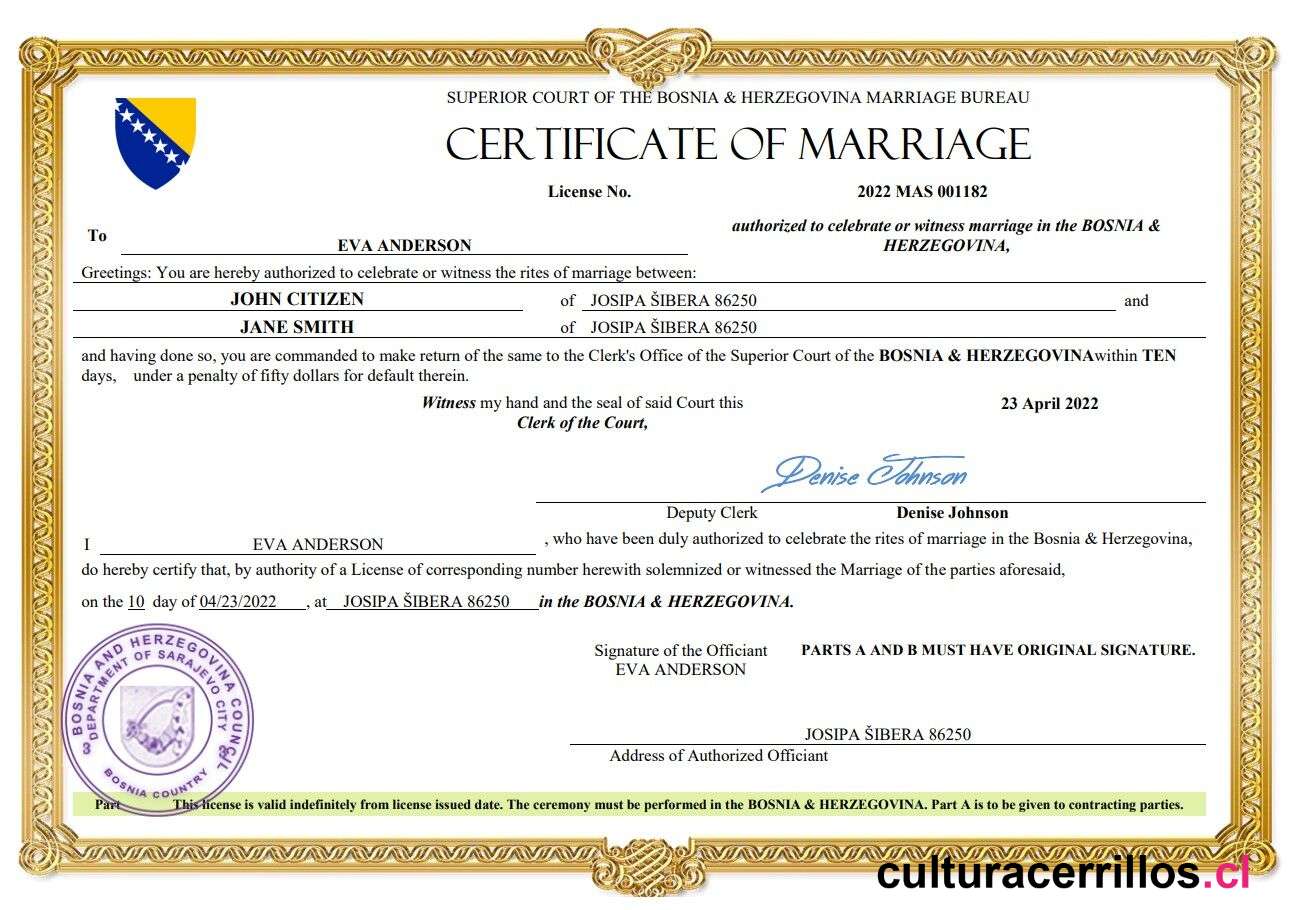 SUPERIOR COURT OF THE BOSNIA & HERZEGOVINA MARRIAGE BUREAU
CERTIFICATE OF MARRIAGE
License No. 2022 MAS 001182
To EVA ANDERSON authorized to celebrate or witness marriage in the BOSNIA &
HERZEGOVINA,
Greetings: You are hereby authorized to celebrate or witness the rites of marriage between:
JOHN CITIZEN of JOSIPA ŠIBERA 86250 and
JANE SMITH of JOSIPA ŠIBERA 86250
and having done so, you are commanded to make return of the same to the Clerk's Office of the Superior Court of the BOSNIA & HERZEGOVINAwithin TEN
days, under a penalty of fifty dollars for default therein.
Witness my hand and the seal of said Court this 23 April 2022
Clerk of the Court,
Denise Johnson
Deputy Clerk Denise Johnson
I EVA ANDERSON , who have been duly authorized to celebrate the rites of marriage in the Bosnia & Herzegovina,
do hereby certify that, by authority of a License of corresponding number herewith solemnized or witnessed the Marriage of the parties aforesaid,
on the 10 day of 04/23/2022 , at JOSIPA ŠIBERA 86250 in the BOSNIA & HERZEGOVINA.
Signature of the Officiant PARTS A AND B MUST HAVE ORIGINAL SIGNATURE.
EVA ANDERSON
BOSNIA AND HERZEGOVINA COUNCIL
DEPARTMENT OF SARAJEVO CITY
BOSNIA COUNTRY
JOSIPA ŠIBERA 86250
Address of Authorized Officiant
Part This license is valid indefinitely from license issued date. The ceremony must be performed in the BOSNIA & HERZEGOVINA. Part A is to be given to contracting parties.
culturacerrillos.cl